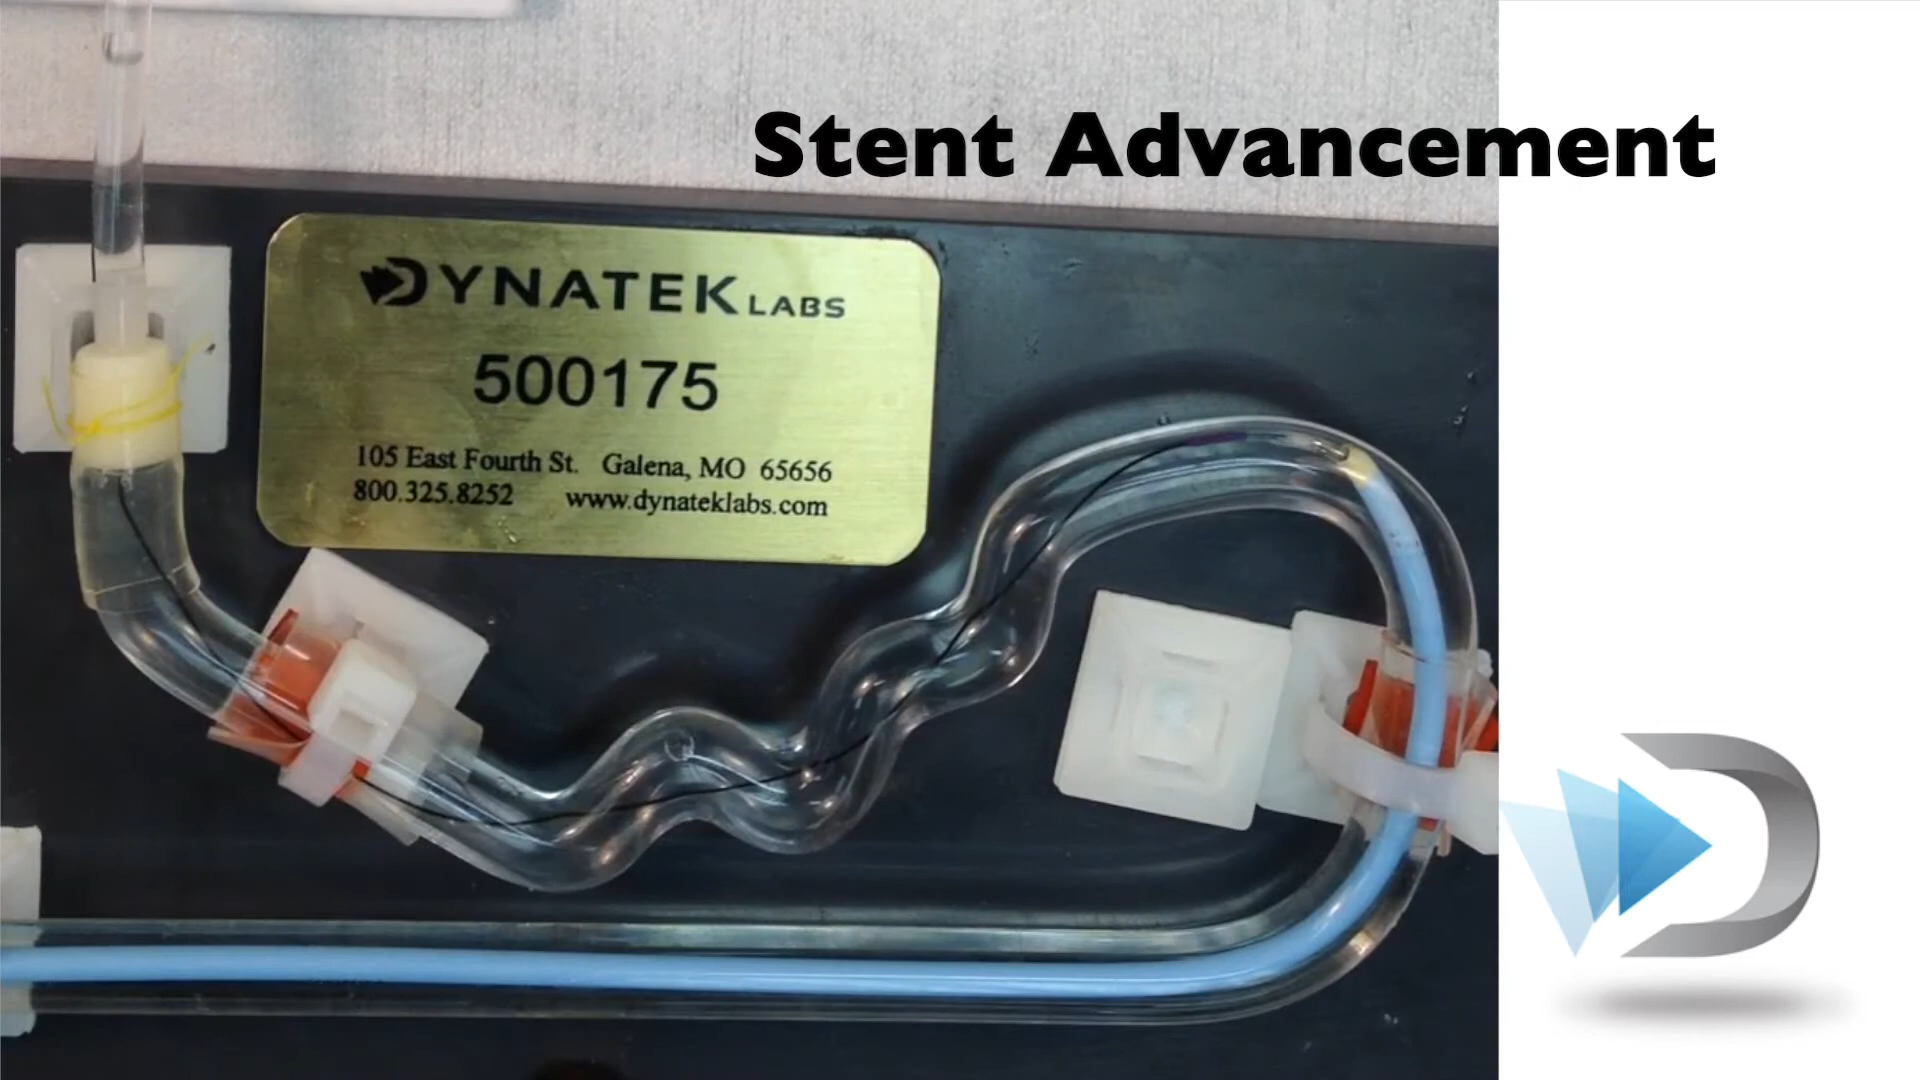 Stent Advancement
DYNATEK LABS
500175
105 East Fourth St. Galena, MO 65656
800.325.8252 www.dynateklabs.com